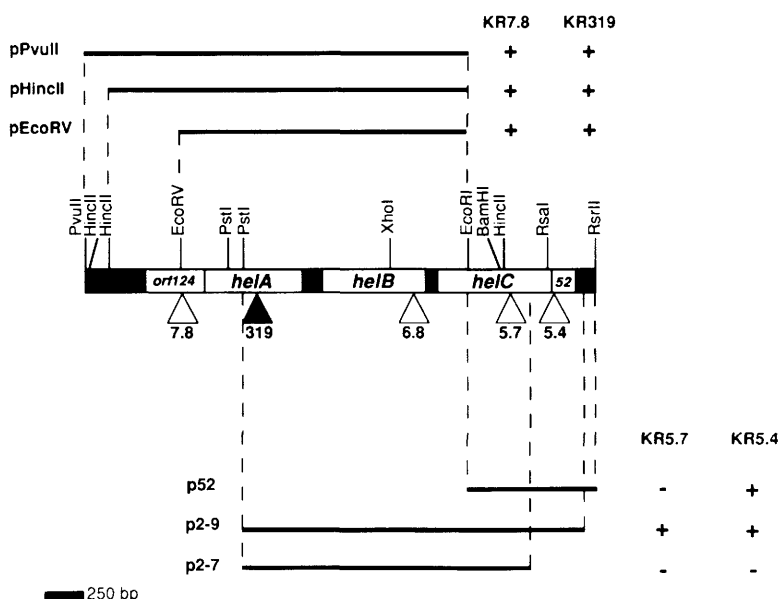 KR7.8 KR319
pPvuII + +
pHincII + +
pEcoRV + +
PvuII HincII HincII EcoRV PstI PstI XhoI EcoRI BamHI HincII RsaI RsrII
orf124 helA helB helC 52
7.8 319 6.8 5.7 5.4
KR5.7 KR5.4
p52 - +
p2-9 + +
p2-7 - -
250 bp